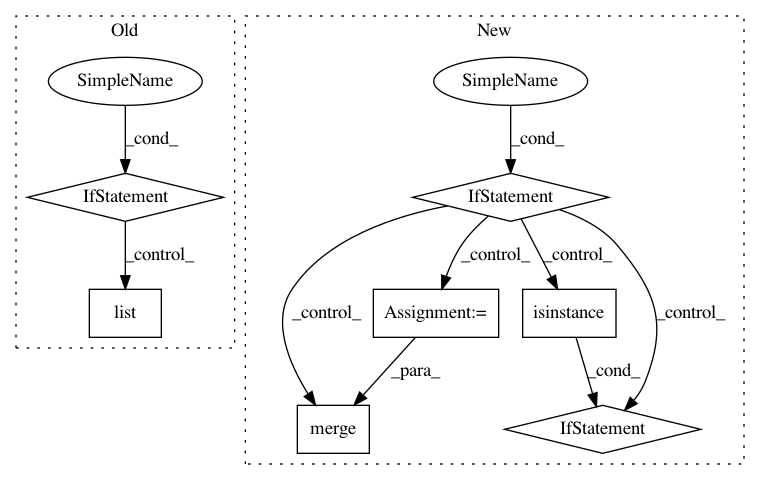 Old
New
SimpleName
SimpleName
_cond_
_cond_
IfStatement
IfStatement
_control_
_control_
_control_
_control_
_control_
list
Assignment:=
isinstance
_para_
_cond_
merge
IfStatement